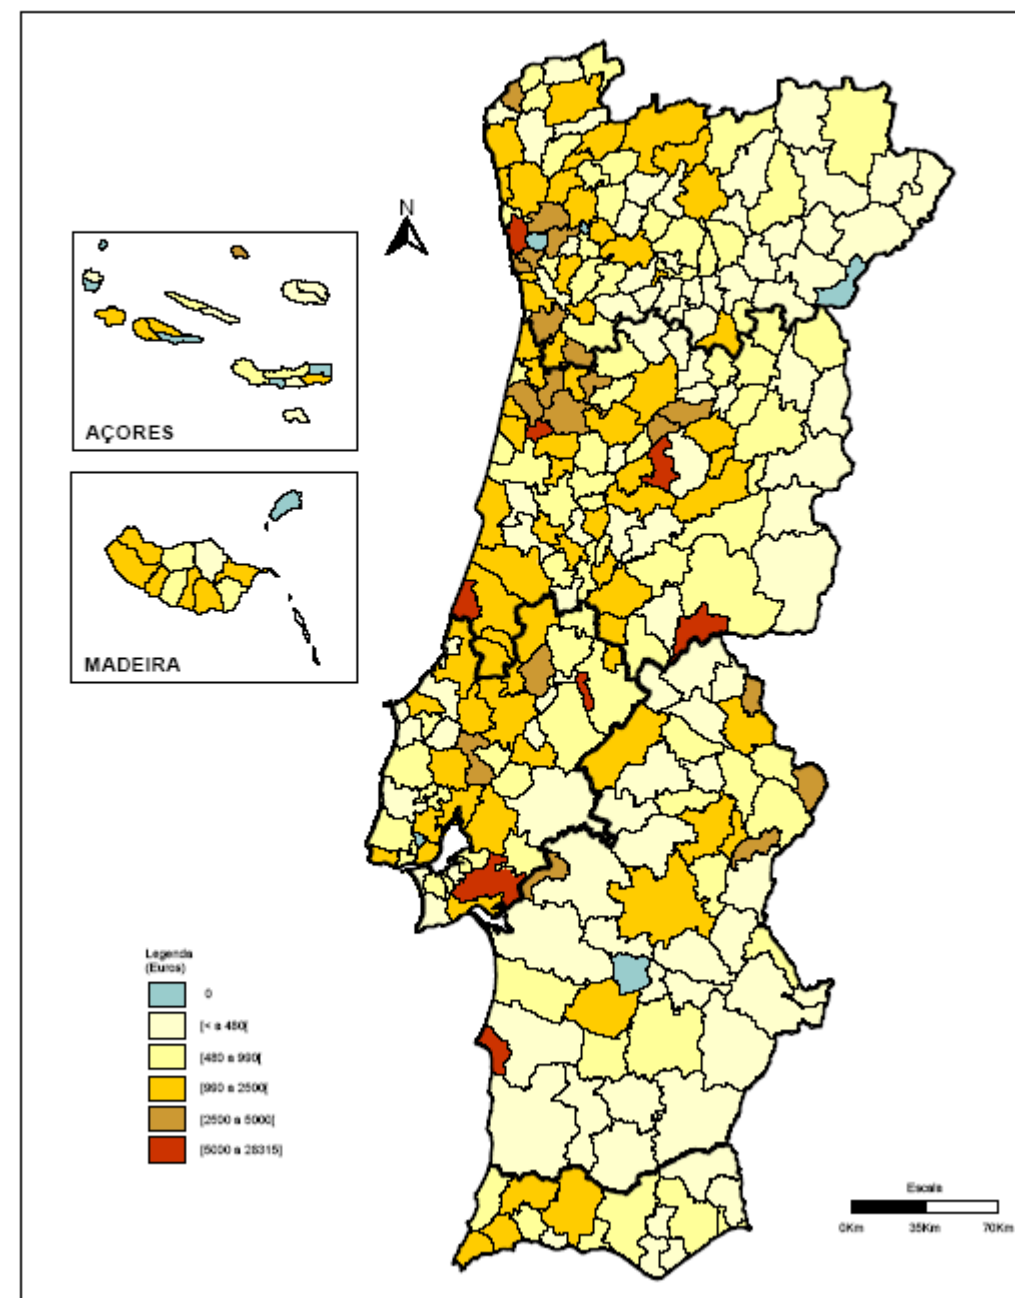 N
AÇORES
MADEIRA
Legenda
(Euros)
0
[< a 480[
[480 a 990[
[990 a 2500[
[2500 a 5000[
[5000 a 28315]
Escala
0Km 35Km 70Km